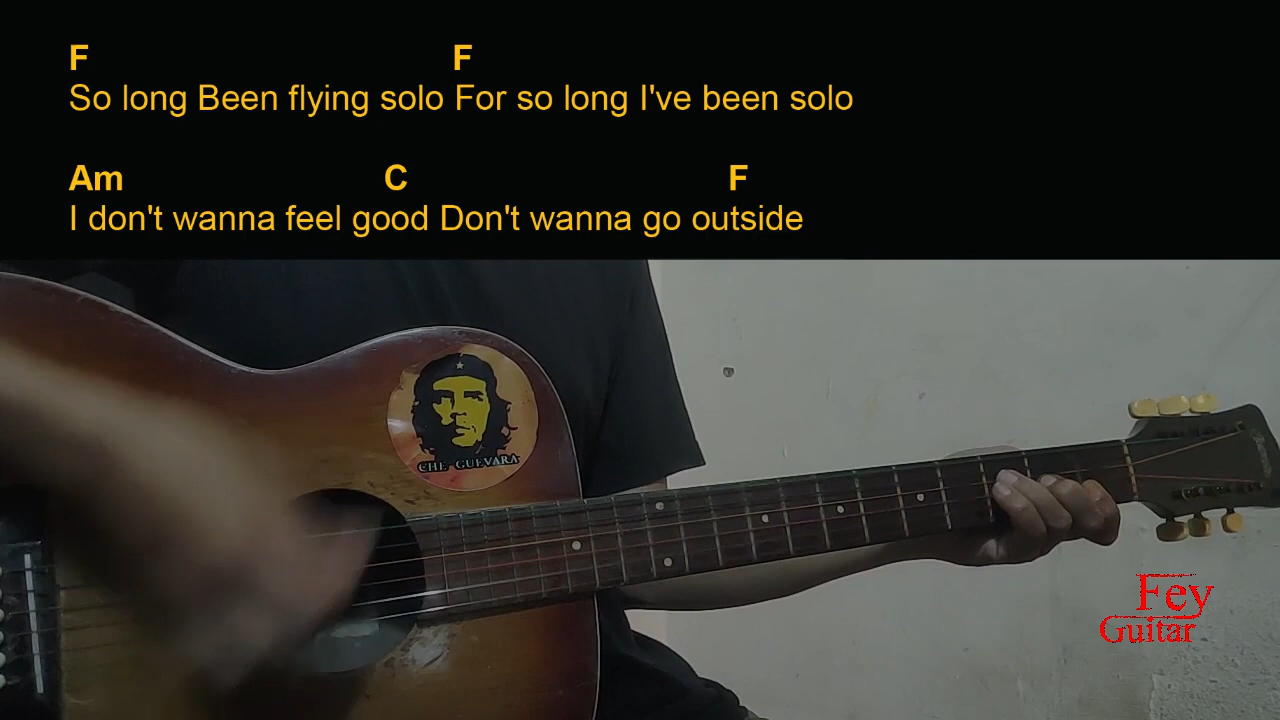 F F
So long Been flying solo For so long I've been solo
Am C F
I don't wanna feel good Don't wanna go outside
CHE GUEVARA
Fey
Guitar